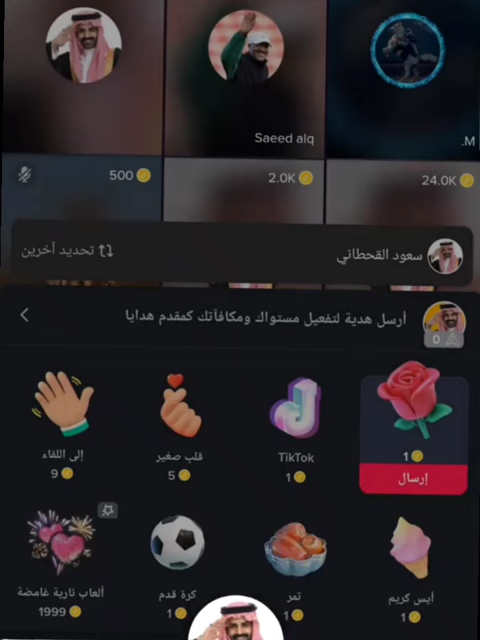 Saeed alq
M.
500
2.0K
24.0K
سعود القحطاني
تحديد آخرين
أرسل هدية لتفعيل مستواك ومكافآتك كمقدم هدايا
0
إلى اللقاء
9
قلب صغير
5
TikTok
1
1
إرسال
ألعاب نارية غامضة
1999
كرة قدم
1
تمر
1
أيس كريم
1